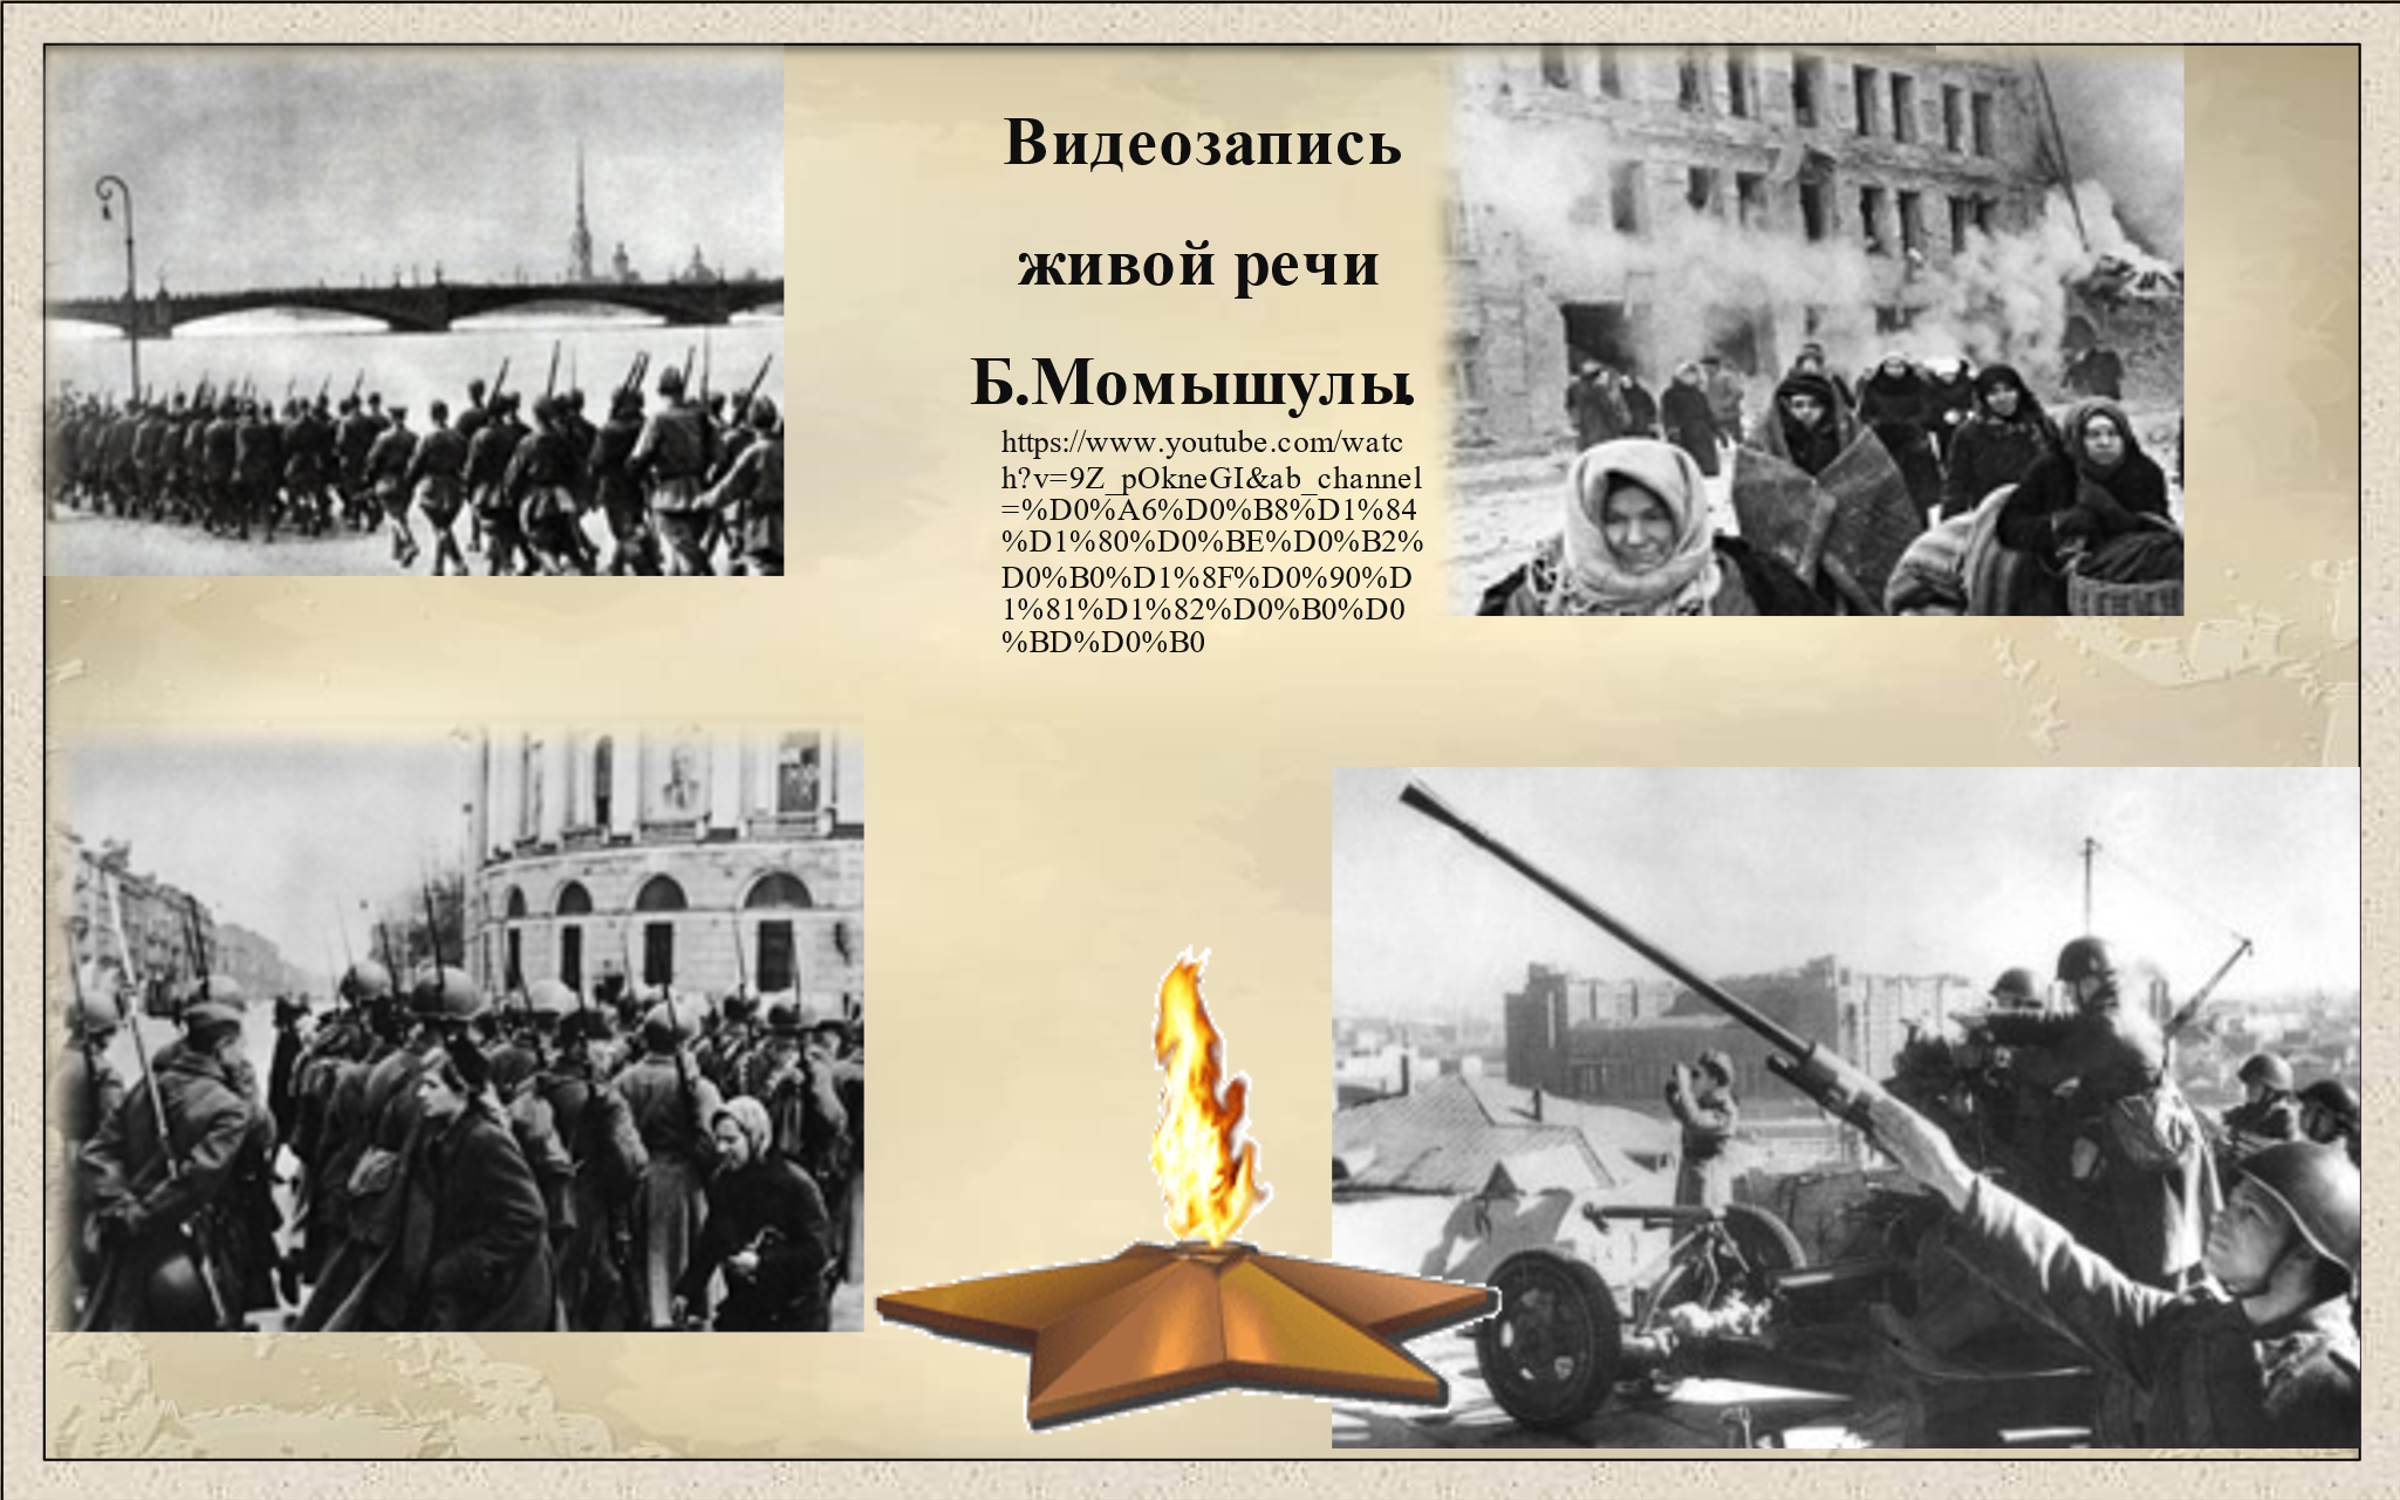 Видеозапись
живой речи
Б.Момышулы.
https://www.youtube.com/watc
h?v=9Z_pOkneGI&ab_channel
=%D0%A6%D0%B8%D1%84
%D1%80%D0%BE%D0%B2%
D0%B0%D1%8F%D0%90%D
1%81%D1%82%D0%B0%D0
%BD%D0%B0